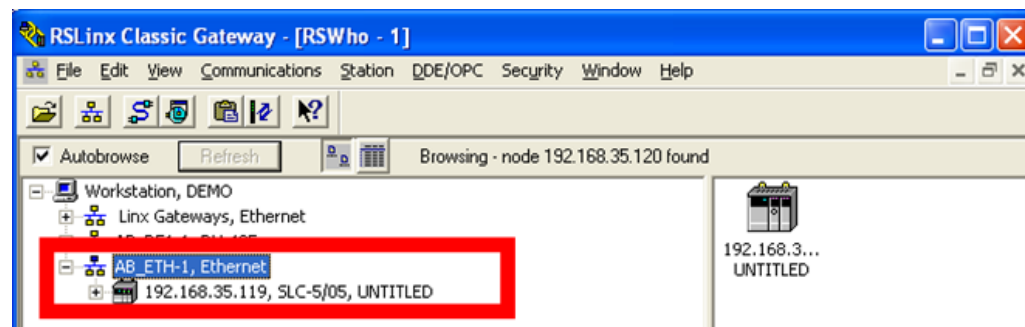 RSLinx Classic Gateway - [RSWho - 1]
File Edit View Communications Station DDE/OPC Security Window Help
Autobrowse Refresh Browsing - node 192.168.35.120 found
Workstation, DEMO
Linx Gateways, Ethernet
AB_ETH-1, Ethernet
192.168.35.119, SLC-5/05, UNTITLED
192.168.3...
UNTITLED